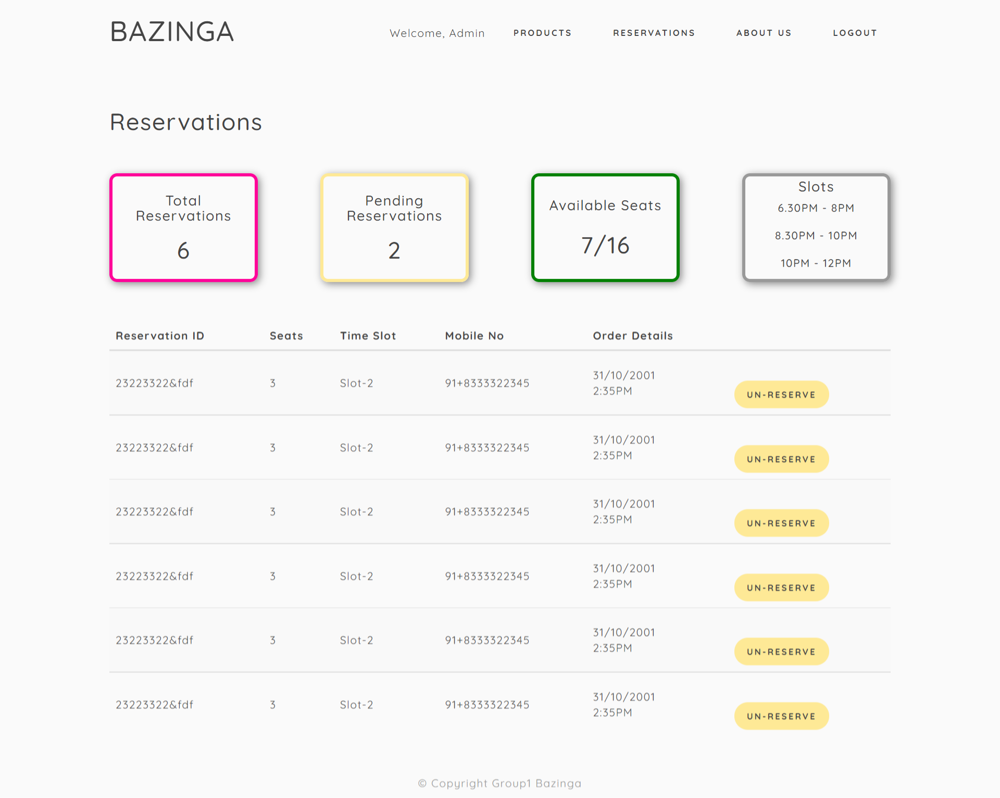 BAZINGA
Welcome, Admin PRODUCTS RESERVATIONS ABOUT US LOGOUT
Reservations
Total
Reservations
6
Pending
Reservations
2
Available Seats
7/16
Slots
6.30PM - 8PM
8.30PM - 10PM
10PM - 12PM
Reservation ID Seats Time Slot Mobile No Order Details
23223322&fdf 3 Slot-2 91+8333322345 31/10/2001
2:35PM
UN-RESERVE
23223322&fdf 3 Slot-2 91+8333322345 31/10/2001
2:35PM
UN-RESERVE
23223322&fdf 3 Slot-2 91+8333322345 31/10/2001
2:35PM
UN-RESERVE
23223322&fdf 3 Slot-2 91+8333322345 31/10/2001
2:35PM
UN-RESERVE
23223322&fdf 3 Slot-2 91+8333322345 31/10/2001
2:35PM
UN-RESERVE
23223322&fdf 3 Slot-2 91+8333322345 31/10/2001
2:35PM
UN-RESERVE
© Copyright Group1 Bazinga